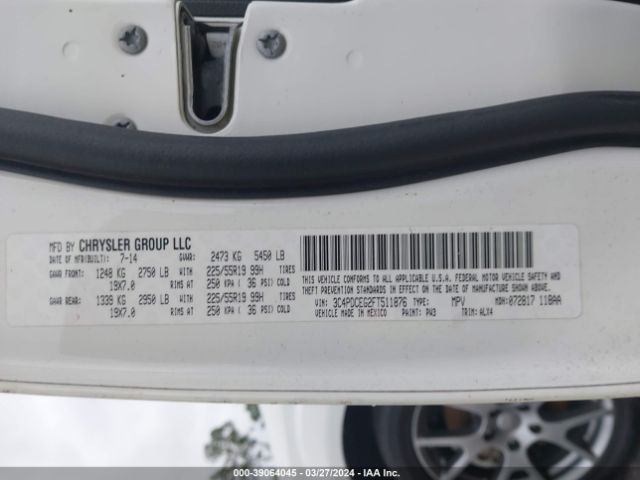 MFD BY CHRYSLER GROUP LLC
DATE OF MFR(BUILT): 7-14 GVWR: 2473 KG 5450 LB
GAWR FRONT: 1248 KG 2750 LB WITH 225/55R19 99H TIRES
19X7.0 RIMS AT 250 KPA ( 36 PSI) COLD
GAWR REAR: 1339 KG 2950 LB WITH 225/55R19 99H TIRES
19X7.0 RIMS AT 250 KPA ( 36 PSI) COLD
THIS VEHICLE CONFORMS TO ALL APPLICABLE U.S.A. FEDERAL MOTOR VEHICLE SAFETY AND
THEFT PREVENTION STANDARDS IN EFFECT ON THE DATE OF MANUFACTURE SHOWN ABOVE.
VIN: 3C4PDCEG2FT511876 TYPE: MPV MDH: 072817 118AA
VEHICLE MADE IN MEXICO PAINT: PW3 TRIM: ALX4
000-39064045 - 03/27/2024 - IAA Inc.